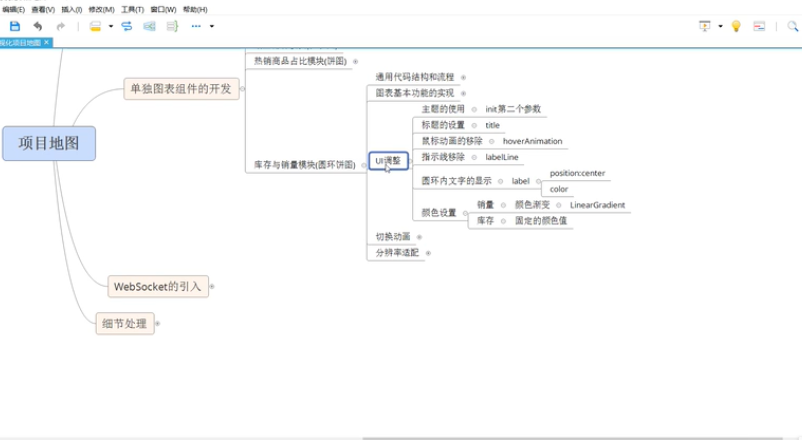 编辑(E) 查看(V) 插入(I) 修改(M) 工具(T) 窗口(W) 帮助(H)
视化项目地图
热销商品占比模块(饼图)
单独图表组件的开发
通用代码结构和流程
图表基本功能的实现
主题的使用 init第二个参数
标题的设置 title
项目地图
鼠标动画的移除 hoverAnimation
库存与销量模块(圆环饼图)
UI调整
指示线移除 labelLine
圆环内文字的显示 label
position:center
color
颜色设置
销量 颜色渐变 LinearGradient
库存 固定的颜色值
切换动画
分辨率适配
WebSocket的引入
细节处理